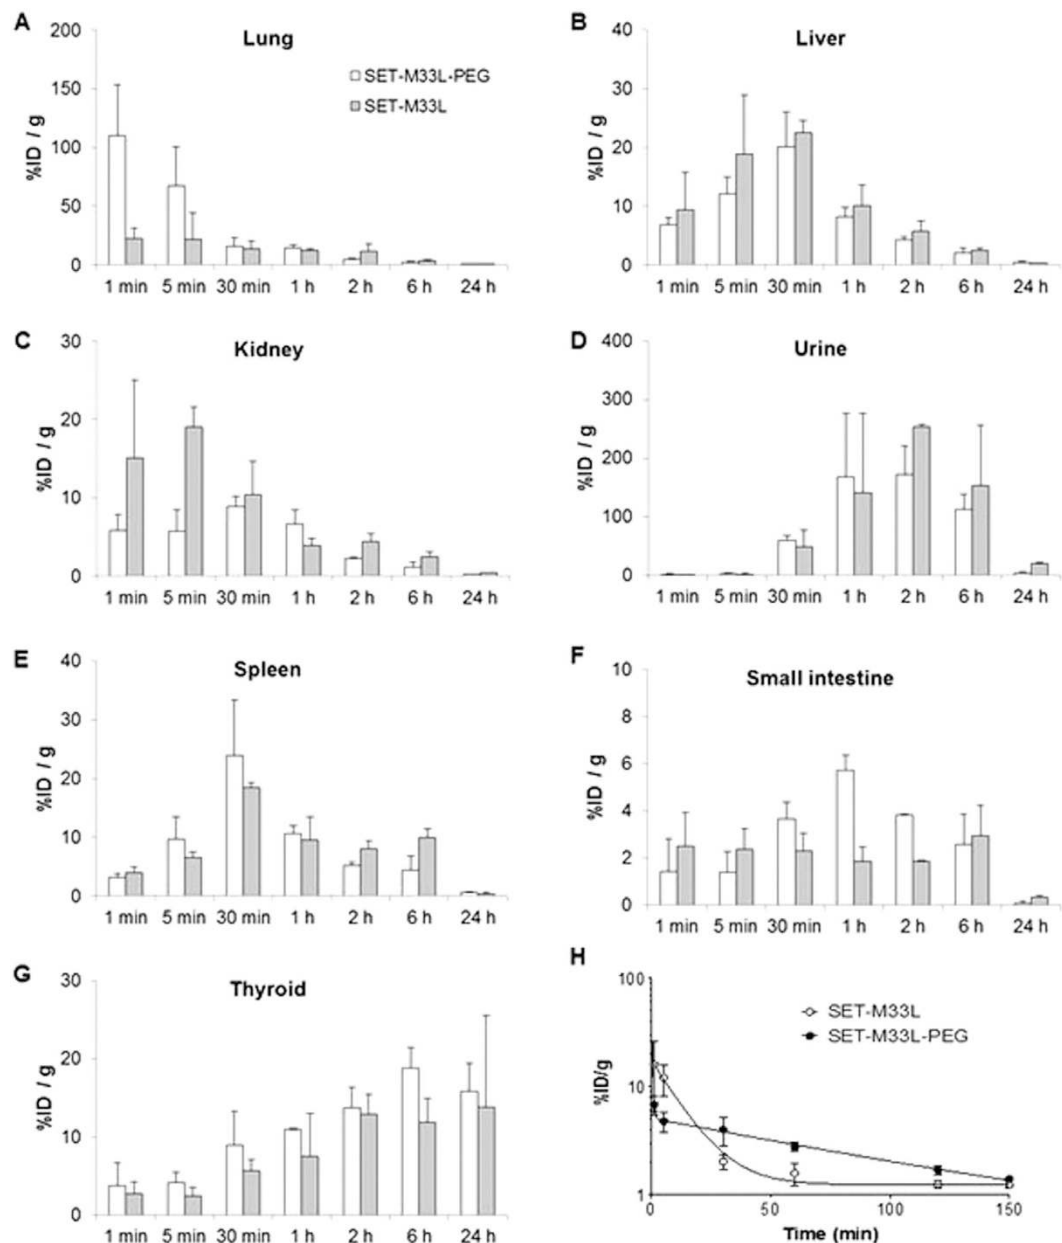 A
Lung
200
150
100
50
0
%ID / g
SET-M33L-PEG
SET-M33L
1 min 5 min 30 min 1 h 2 h 6 h 24 h
B
Liver
40
30
20
10
0
%ID / g
1 min 5 min 30 min 1 h 2 h 6 h 24 h
C
Kidney
30
20
10
0
%ID / g
1 min 5 min 30 min 1 h 2 h 6 h 24 h
D
Urine
400
300
200
100
0
%ID / g
1 min 5 min 30 min 1 h 2 h 6 h 24 h
E
Spleen
40
30
20
10
0
%ID / g
1 min 5 min 30 min 1 h 2 h 6 h 24 h
F
Small intestine
10
8
6
4
2
0
%ID / g
1 min 5 min 30 min 1 h 2 h 6 h 24 h
G
Thyroid
30
20
10
0
%ID / g
1 min 5 min 30 min 1 h 2 h 6 h 24 h
H
100
10
1
%ID/g
SET-M33L
SET-M33L-PEG
0 50 100 150
Time (min)